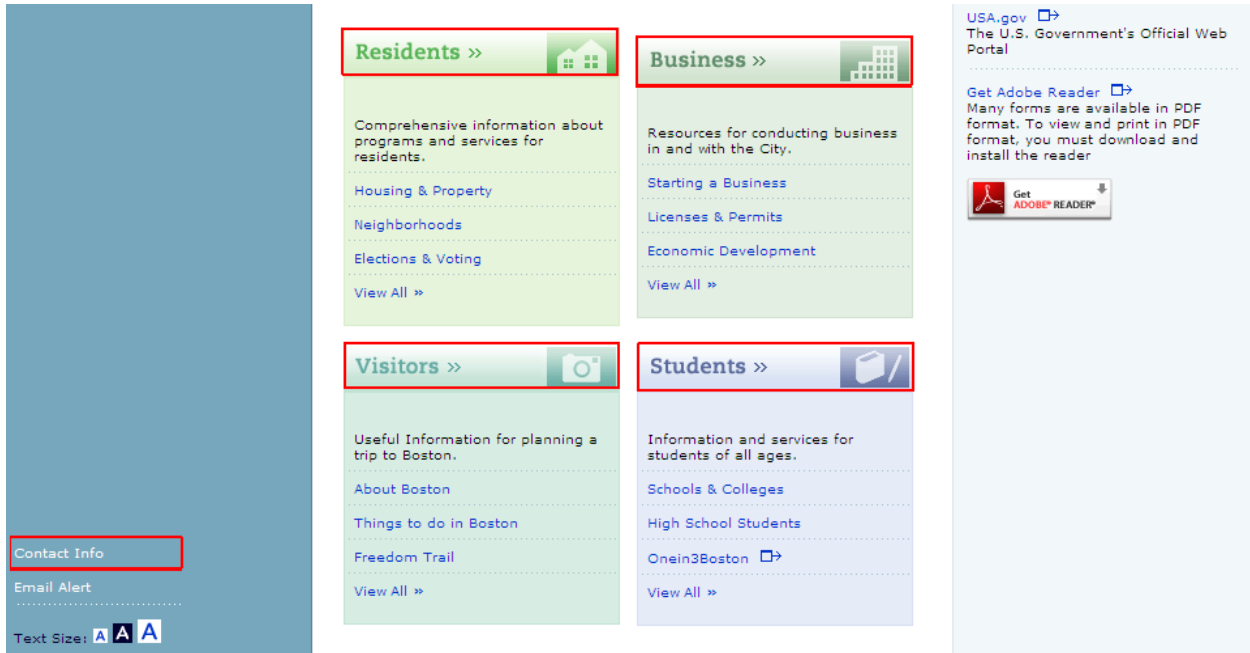 Residents »
Comprehensive information about
programs and services for
residents.
Housing & Property
Neighborhoods
Elections & Voting
View All »
Business »
Resources for conducting business
in and with the City.
Starting a Business
Licenses & Permits
Economic Development
View All »
Visitors »
Useful Information for planning a
trip to Boston.
About Boston
Things to do in Boston
Freedom Trail
View All »
Students »
Information and services for
students of all ages.
Schools & Colleges
High School Students
Onein3Boston
View All »
Contact Info
Email Alert
Text Size: A A A
USA.gov
The U.S. Government's Official Web
Portal
Get Adobe Reader
Many forms are available in PDF
format. To view and print in PDF
format, you must download and
install the reader
Get
ADOBE® READER®